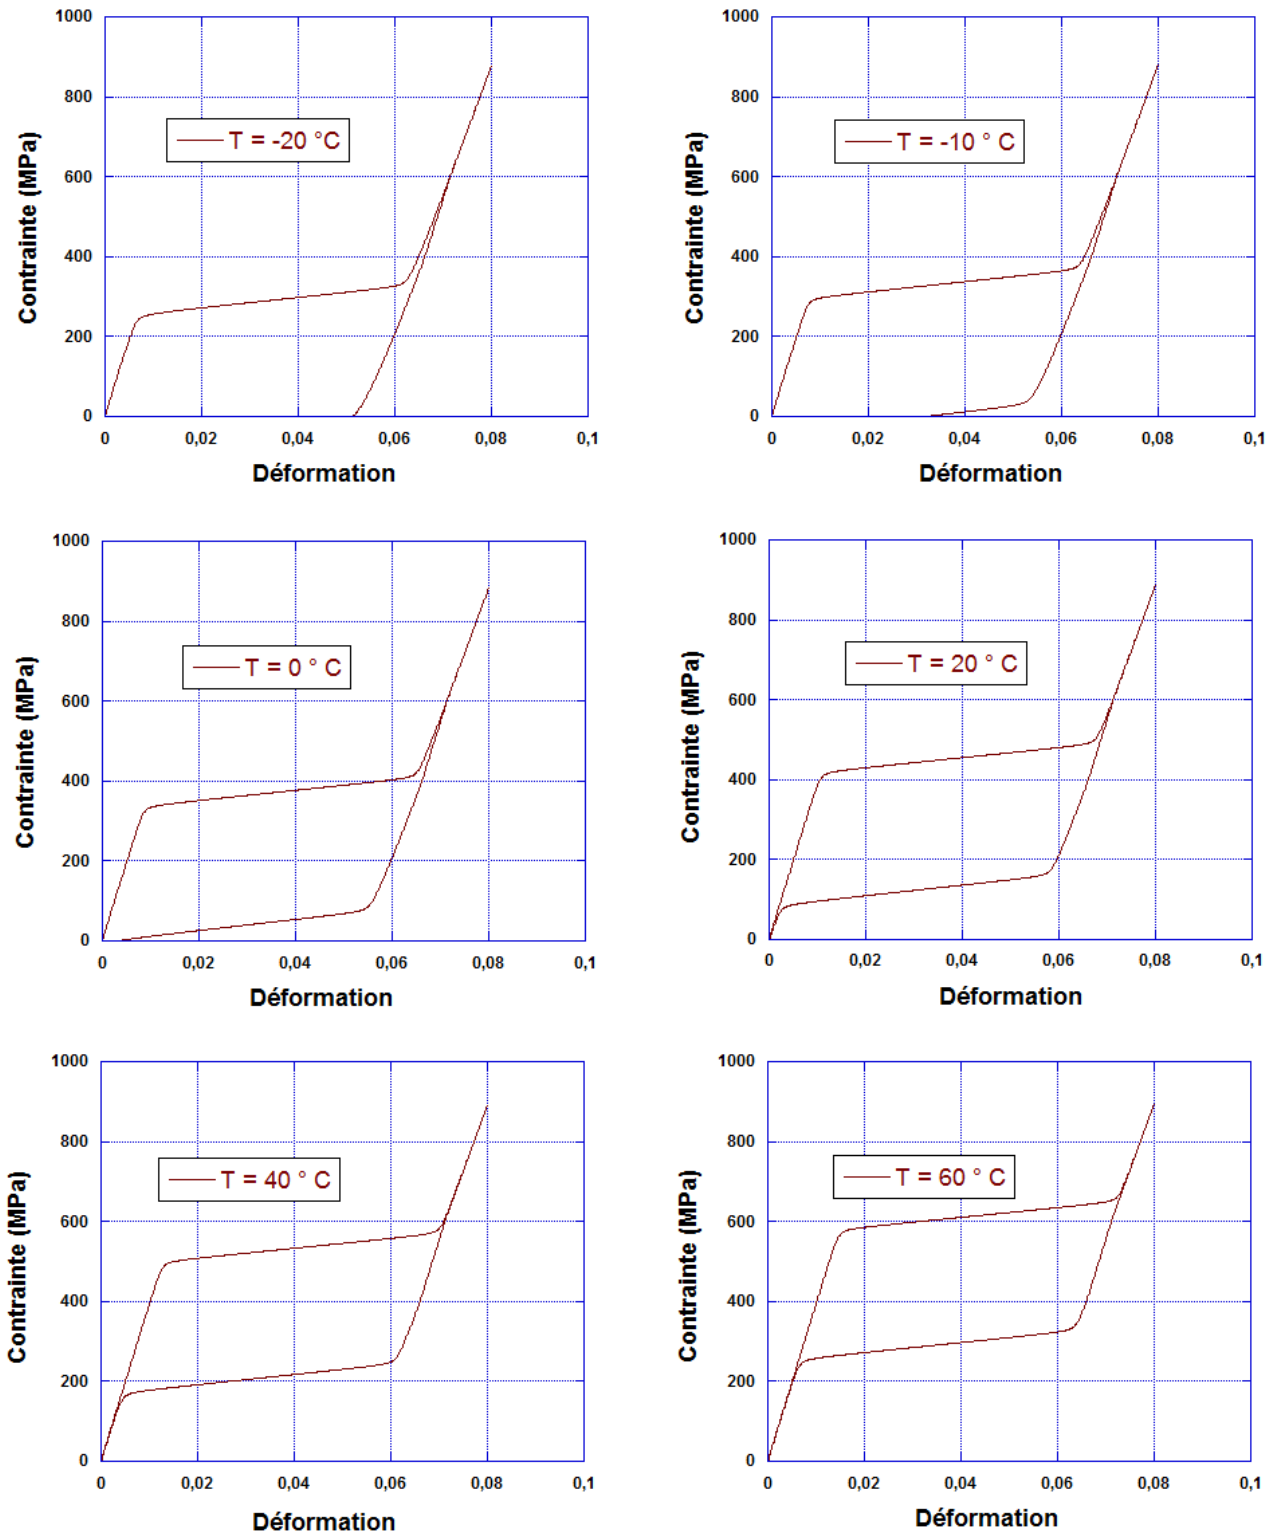 1000
800
600
400
200
0
Contrainte (MPa)
T = -20 °C
0 0,02 0,04 0,06 0,08 0,1
Déformation
1000
800
600
400
200
0
Contrainte (MPa)
T = -10 ° C
0 0,02 0,04 0,06 0,08 0,1
Déformation
1000
800
600
400
200
0
Contrainte (MPa)
T = 0 ° C
0 0,02 0,04 0,06 0,08 0,1
Déformation
1000
800
600
400
200
0
Contrainte (MPa)
T = 20 ° C
0 0,02 0,04 0,06 0,08 0,1
Déformation
1000
800
600
400
200
0
Contrainte (MPa)
T = 40 ° C
0 0,02 0,04 0,06 0,08 0,1
Déformation
1000
800
600
400
200
0
Contrainte (MPa)
T = 60 ° C
0 0,02 0,04 0,06 0,08 0,1
Déformation